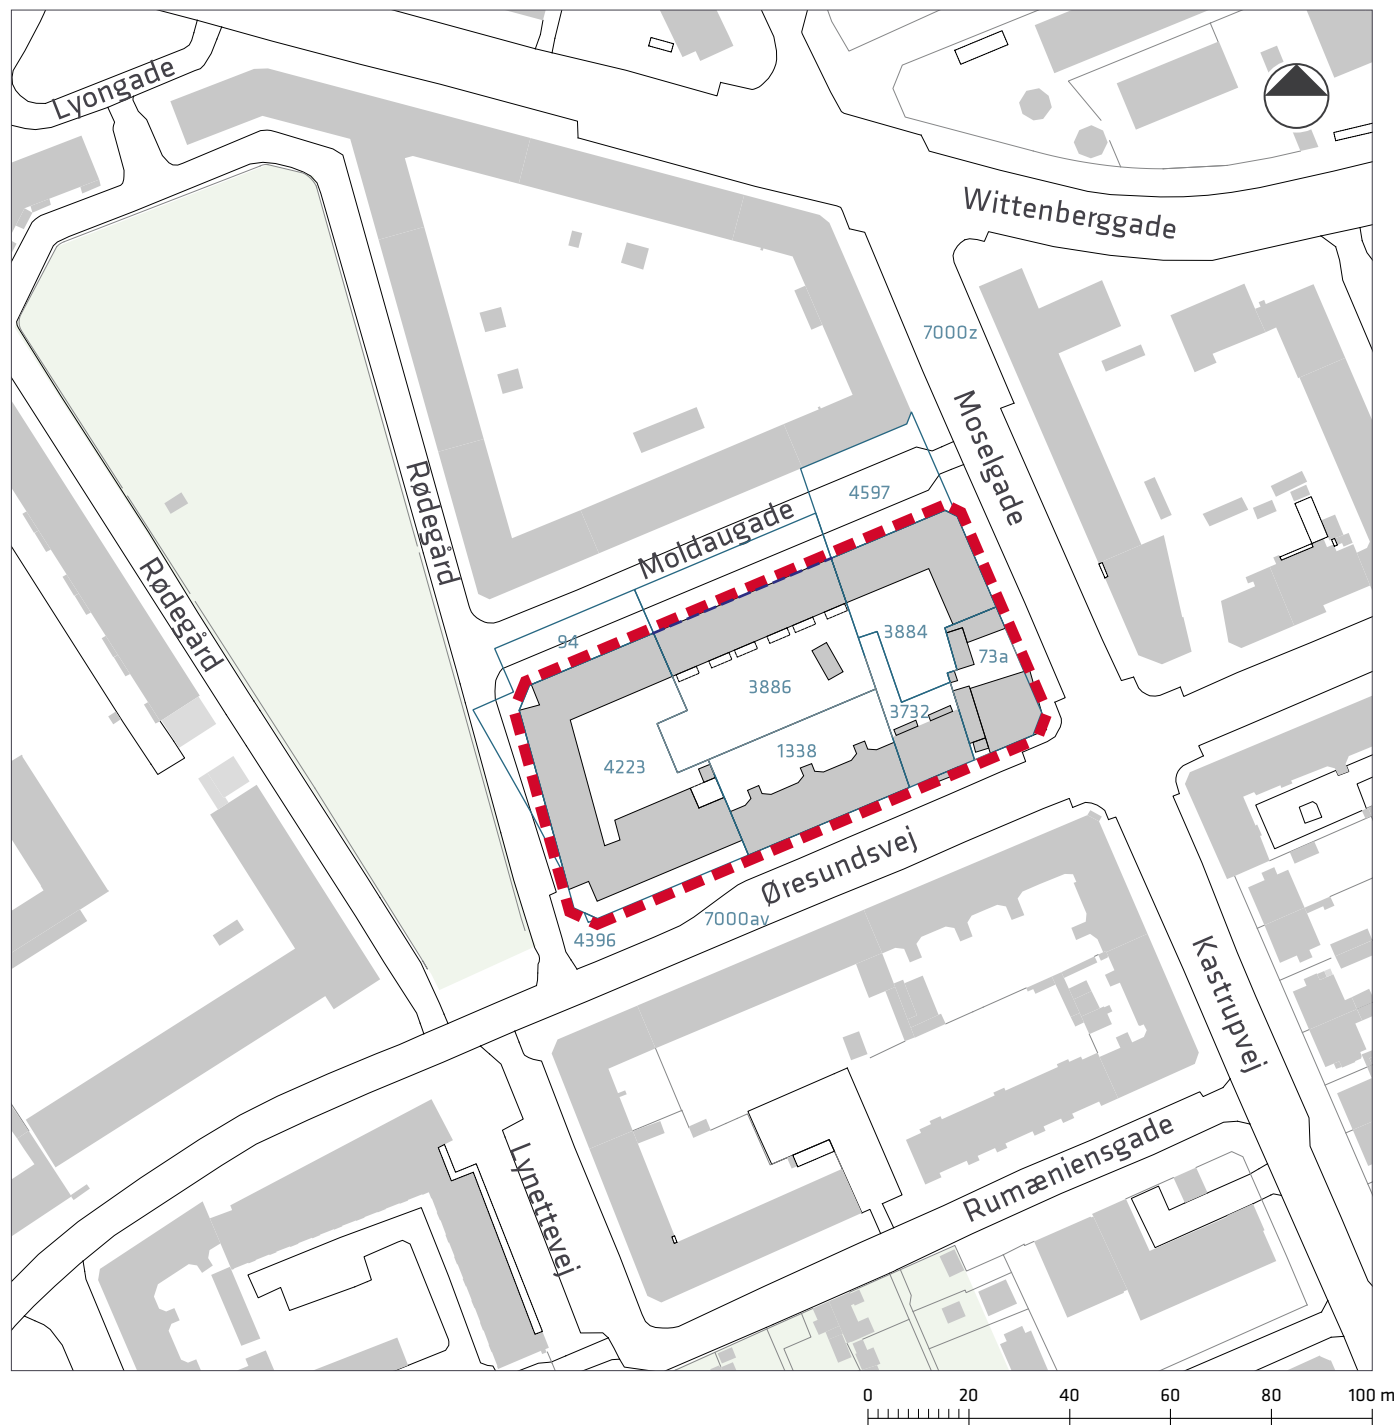 Lyongade
Wittenberggade
7000z
Moselgade
Rødegård
4597
Moldaugade
Rødegård
94
3884
73a
3886
3732
1338
4223
Øresundsvej
7000av
4396
Kastrupvej
Lynettevej
Rumæniensgade
0 20 40 60 80 100 m